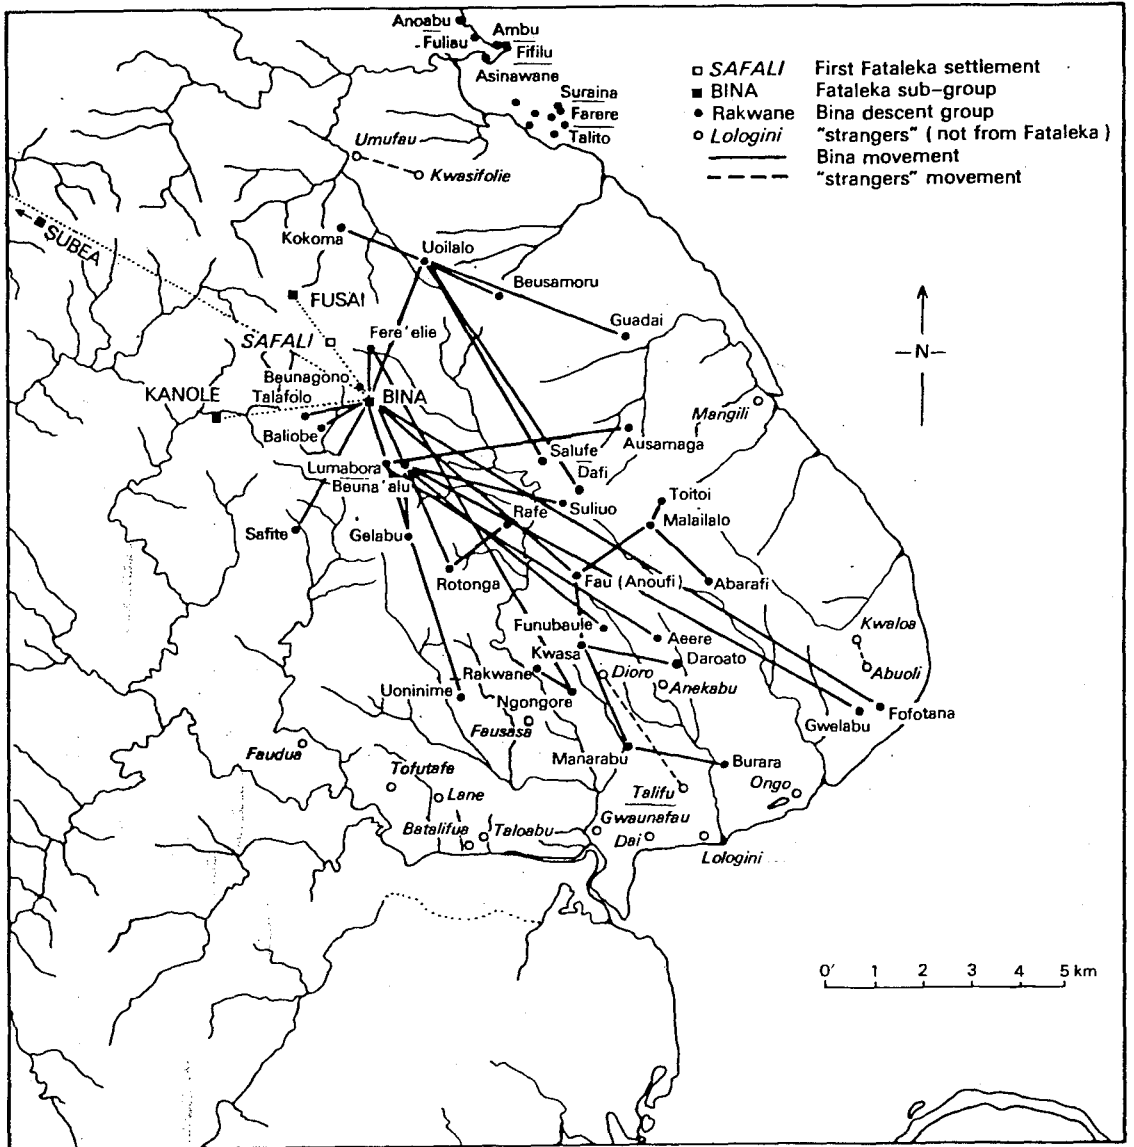 Anoabu
Ambu
Fuliau
Fifilu
Asinawane
SAFALI First Fataleka settlement
BINA Fataleka sub-group
Rakwane Bina descent group
Lologini "strangers" (not from Fataleka)
Bina movement
"strangers" movement
Suraina
Farere
Talito
Umufau
Kwasifolie
SUBEA
Kokoma
Uoilalo
Beusamoru
FUSAI
Guadai
Fere'elie
SAFALI
-N-
Beunagono
KANOLE
Talafolo
BINA
Mangili
Baliobe
Ausamaga
Salufe
Lumabora
Dafi
Beuna'alu
Toitoi
Suliuo
Rafe
Malailalo
Safite
Gelabu
Rotonga
Fau (Anoufi)
Abarafi
Funubaule
Kwaloa
Aeere
Kwasa
Daroato
Rakwane
Dioro
Abuoli
Anekabu
Uoninime
Ngongore
Fofotana
Gwelabu
Fausasa
Faudua
Manarabu
Burara
Tofutafe
Ongo
Lane
Talifu
Gwaunafau
Batalifua
Taloabu
Dai
Lologini
0' 1 2 3 4 5 km